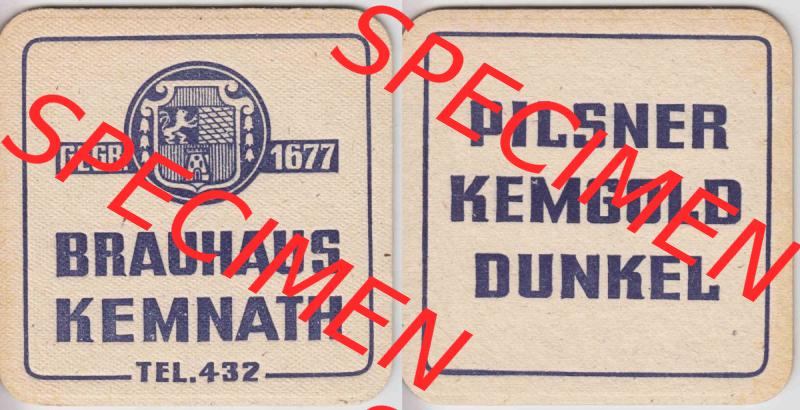 GEGR. 1677
BRAUHAUS
KEMNATH
TEL.432
PILSNER
KEMGOLD
DUNKEL
SPECIMEN
SPECIMEN